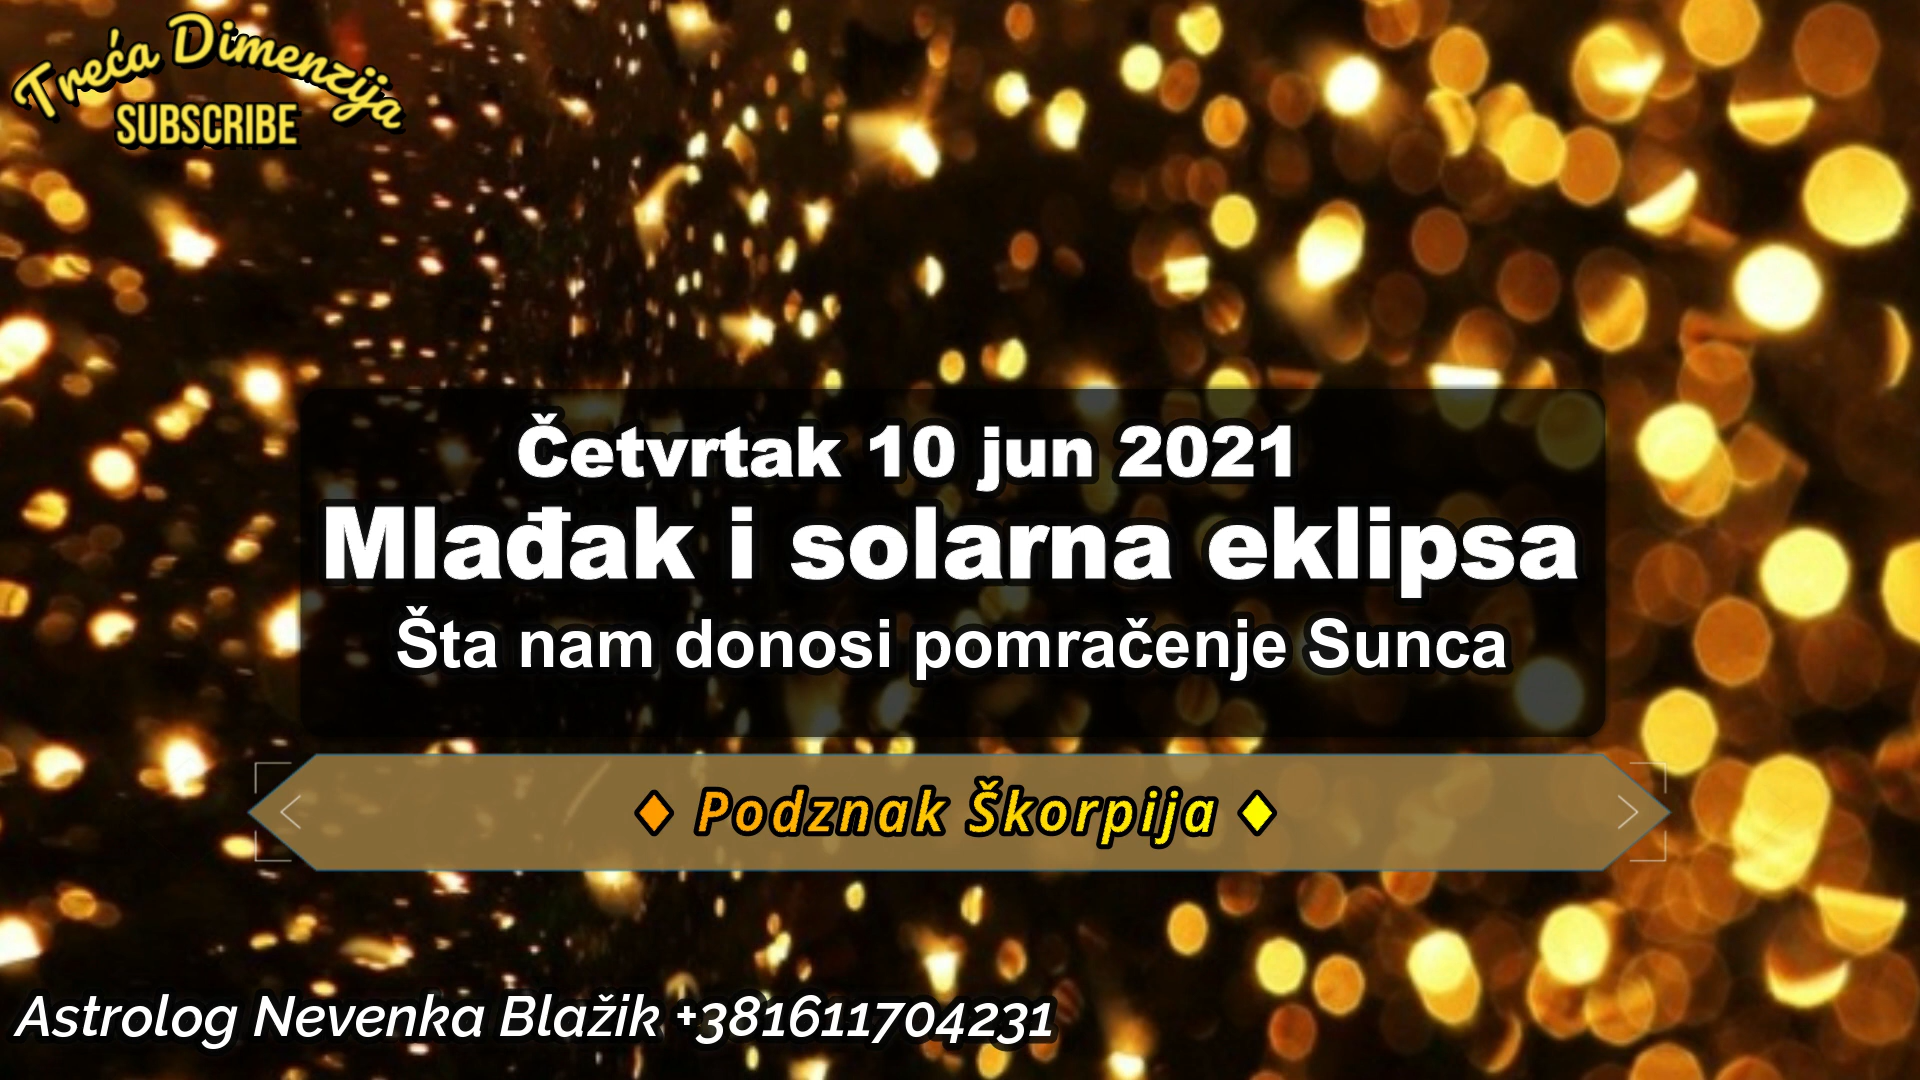 Treća Dimenzija
SUBSCRIBE
Četvrtak 10 jun 2021
Mlađak i solarna eklipsa
Šta nam donosi pomračenje Sunca
♦ Podznak Škorpija ♦
Astrolog Nevenka Blažik +381611704231